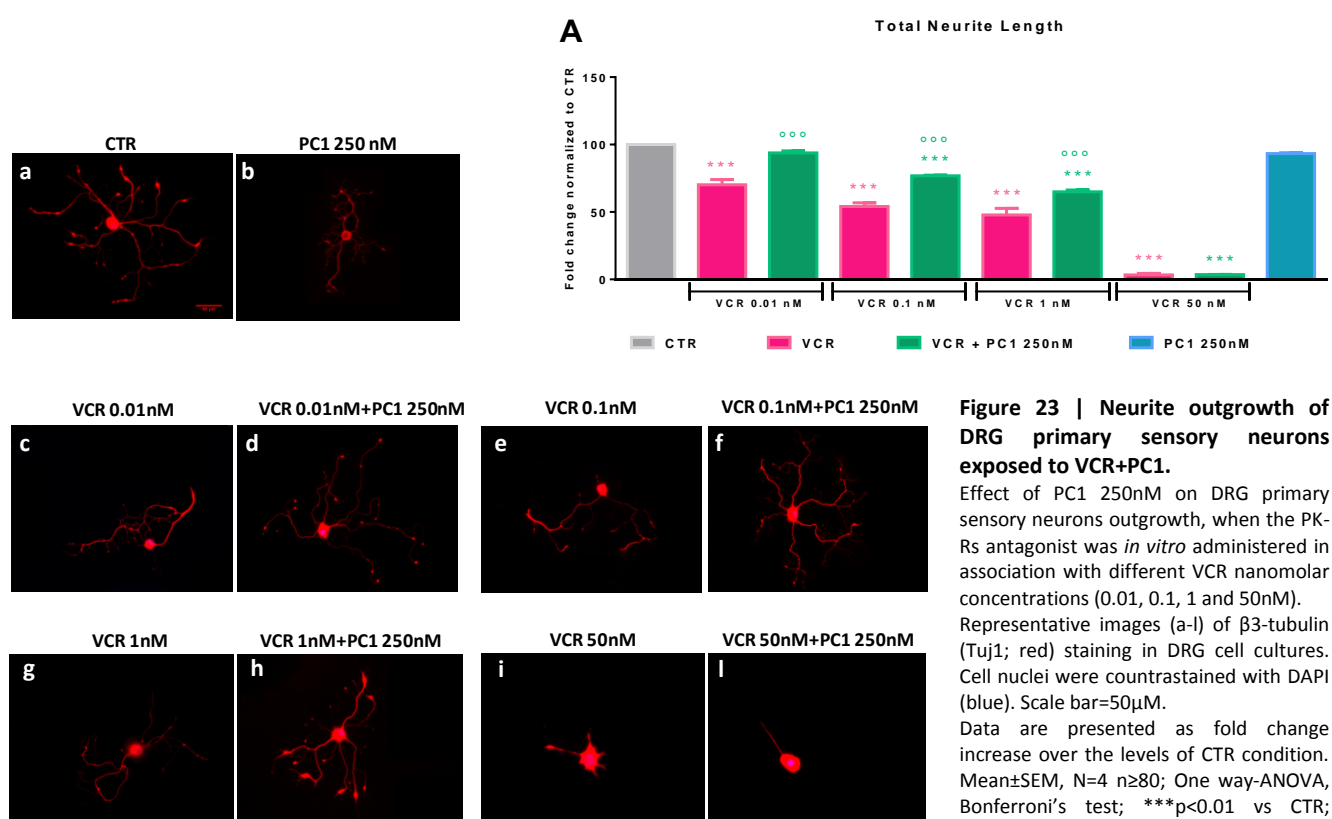 A
Total Neurite Length
Fold change normalized to CTR
150
100
50
0
***
°°°
***
°°°
***
***
°°°
***
***
***
VCR 0.01 nM
VCR 0.1 nM
VCR 1 nM
VCR 50 nM
CTR
VCR
VCR + PC1 250nM
PC1 250nM
CTR
PC1 250 nM
a
b
VCR 0.01nM
VCR 0.01nM+PC1 250nM
VCR 0.1nM
VCR 0.1nM+PC1 250nM
c
d
e
f
VCR 1nM
VCR 1nM+PC1 250nM
VCR 50nM
VCR 50nM+PC1 250nM
g
h
i
l
Figure 23 | Neurite outgrowth of
DRG primary sensory neurons
exposed to VCR+PC1.
Effect of PC1 250nM on DRG primary
sensory neurons outgrowth, when the PK-
Rs antagonist was in vitro administered in
association with different VCR nanomolar
concentrations (0.01, 0.1, 1 and 50nM).
Representative images (a-l) of β3-tubulin
(Tuj1; red) staining in DRG cell cultures.
Cell nuclei were countrastained with DAPI
(blue). Scale bar=50µM.
Data are presented as fold change
increase over the levels of CTR condition.
Mean±SEM, N=4 n≥80; One way-ANOVA,
Bonferroni's test; ***p<0.01 vs CTR;